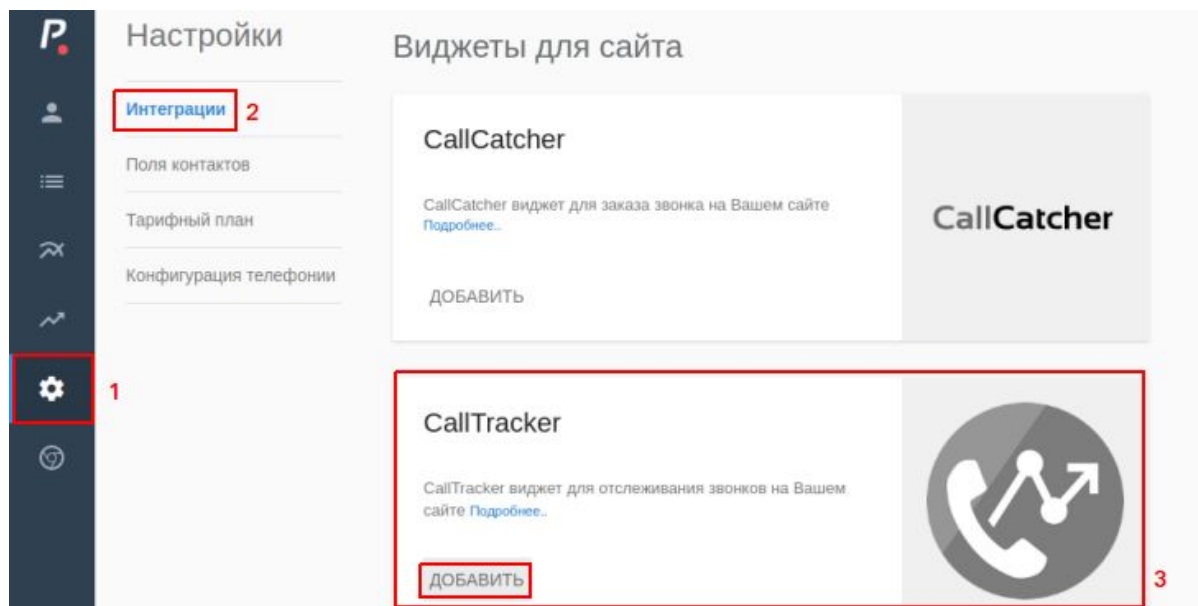 P.
Настройки
Интеграции 2
Поля контактов
Тарифный план
Конфигурация телефонии
1
Виджеты для сайта
CallCatcher
CallCatcher виджет для заказа звонка на Вашем сайте
Подробнее..
ДОБАВИТЬ
CallCatcher
CallTracker
CallTracker виджет для отслеживания звонков на Вашем
сайте Подробнее..
ДОБАВИТЬ
3